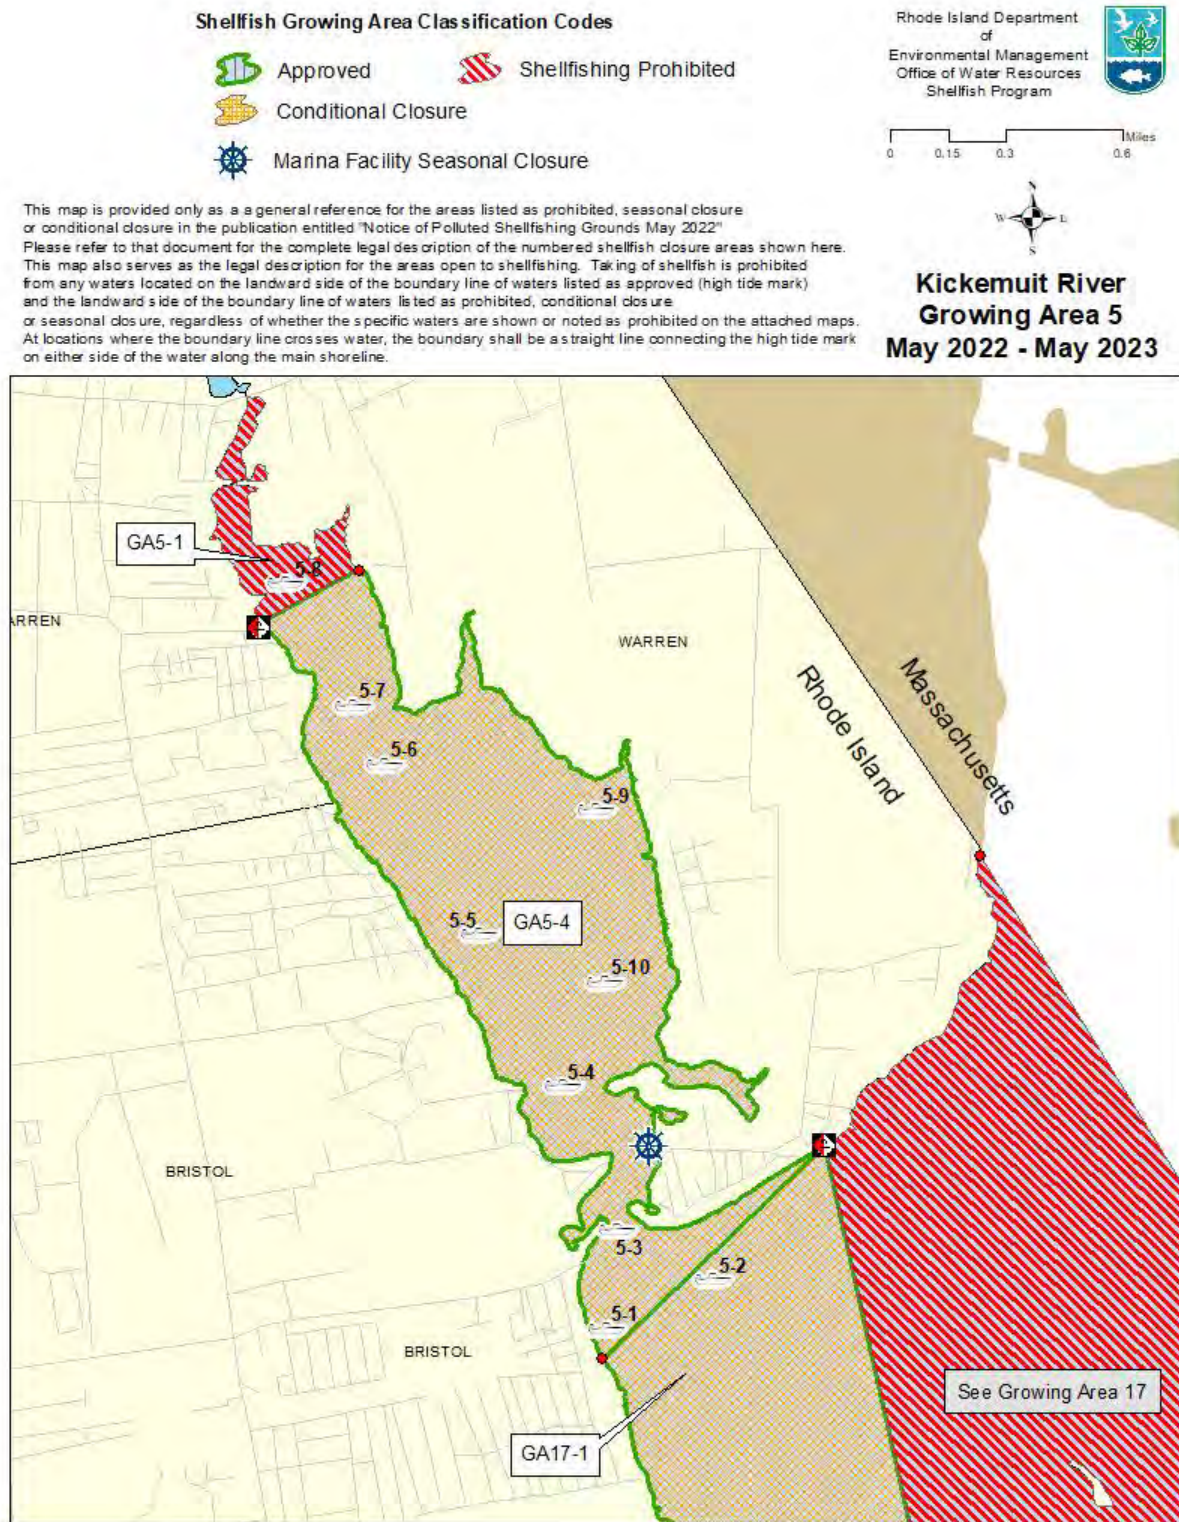 Shellfish Growing Area Classification Codes
Approved
Shellfishing Prohibited
Conditional Closure
Marina Facility Seasonal Closure
Rhode Island Department
of
Environmental Management
Office of Water Resources
Shellfish Program
Miles
0 0.15 0.3 0.6
N
W E
S
This map is provided only as a a general reference for the areas listed as prohibited, seasonal closure
or conditional closure in the publication entitled "Notice of Polluted Shellfishing Grounds May 2022"
Please refer to that document for the complete legal description of the numbered shellfish closure areas shown here.
This map also serves as the legal description for the areas open to shellfishing. Taking of shellfish is prohibited
from any waters located on the landward side of the boundary line of waters listed as approved (high tide mark)
and the landward side of the boundary line of waters listed as prohibited, conditional closure
or seasonal closure, regardless of whether the specific waters are shown or noted as prohibited on the attached maps.
At locations where the boundary line crosses water, the boundary shall be a straight line connecting the high tide mark
on either side of the water along the main shoreline.
Kickemuit River
Growing Area 5
May 2022 - May 2023
GA5-1
5-8
ARREN
WARREN
5-7
Rhode Island
Massachusetts
5-6
5-9
5-5
GA5-4
5-10
5-4
BRISTOL
5-3
5-2
5-1
BRISTOL
See Growing Area 17
GA17-1